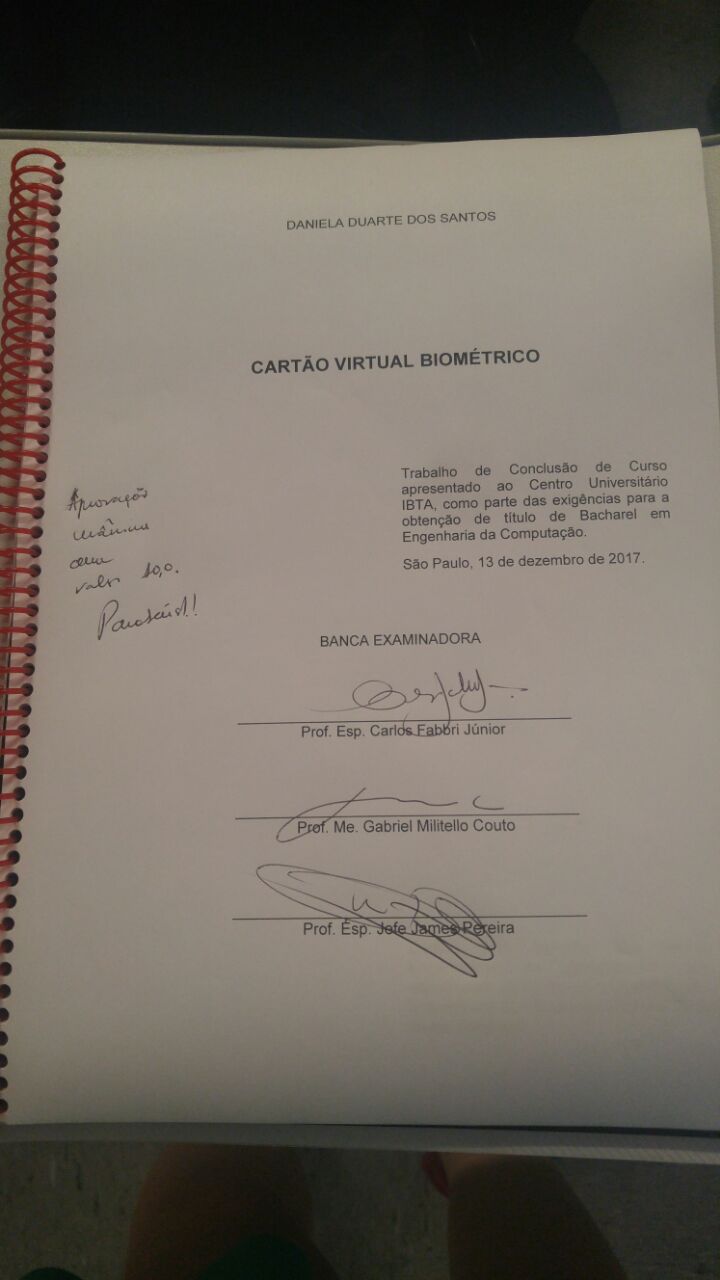 DANIELA DUARTE DOS SANTOS
CARTÃO VIRTUAL BIOMÉTRICO
Trabalho de Conclusão de Curso
apresentado ao Centro Universitário
IBTA, como parte das exigências para a
obtenção de título de Bacharel em
Engenharia da Computação.
São Paulo, 13 de dezembro de 2017.
Aprovação
valor 10,0.
Parabéns!!
BANCA EXAMINADORA
Prof. Esp. Carlos Fabbri Júnior
Prof. Me. Gabriel Militello Couto
Prof. Esp. Jefe James Pereira